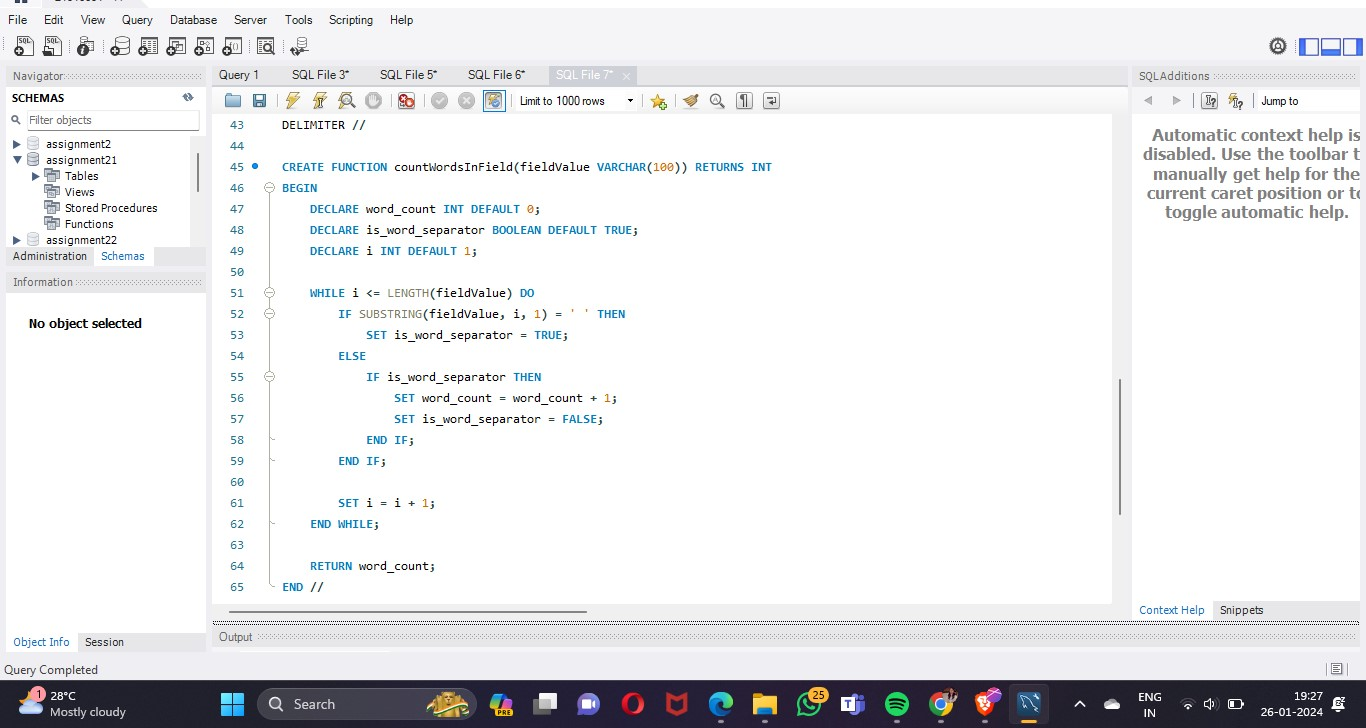 File Edit View Query Database Server Tools Scripting Help
Navigator
Query 1 SQL File 3* SQL File 5* SQL File 6* SQL File 7*
SQLAdditions
SCHEMAS
Limit to 1000 rows
Jump to
Filter objects
assignment2
assignment21
Tables
Views
Stored Procedures
Functions
assignment22
Administration Schemas
Information
No object selected
43 DELIMITER //
44
45 CREATE FUNCTION countWordsInField(fieldValue VARCHAR(100)) RETURNS INT
46 BEGIN
47 DECLARE word_count INT DEFAULT 0;
48 DECLARE is_word_separator BOOLEAN DEFAULT TRUE;
49 DECLARE i INT DEFAULT 1;
50
51 WHILE i <= LENGTH(fieldValue) DO
52 IF SUBSTRING(fieldValue, i, 1) = ' ' THEN
53 SET is_word_separator = TRUE;
54 ELSE
55 IF is_word_separator THEN
56 SET word_count = word_count + 1;
57 SET is_word_separator = FALSE;
58 END IF;
59 END IF;
60
61 SET i = i + 1;
62 END WHILE;
63
64 RETURN word_count;
65 END //
Automatic context help is
disabled. Use the toolbar t
manually get help for the
current caret position or to
toggle automatic help.
Context Help Snippets
Object Info Session
Output
Query Completed
1
28°C
Mostly cloudy
Search
PRE
25
ENG
IN
19:27
26-01-2024